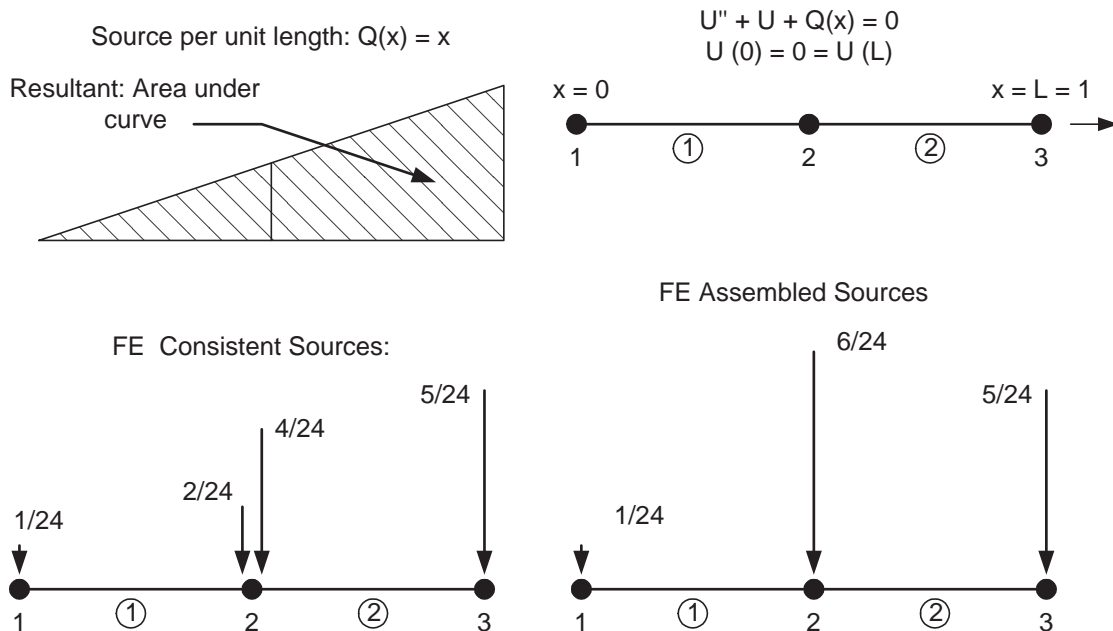 Source per unit length: Q(x) = x
Resultant: Area under
curve
U" + U + Q(x) = 0
U (0) = 0 = U (L)
x = 0
x = L = 1
1
1
2
2
3
FE Consistent Sources:
1/24
2/24
4/24
5/24
1
1
2
2
3
FE Assembled Sources
1/24
6/24
5/24
1
1
2
2
3